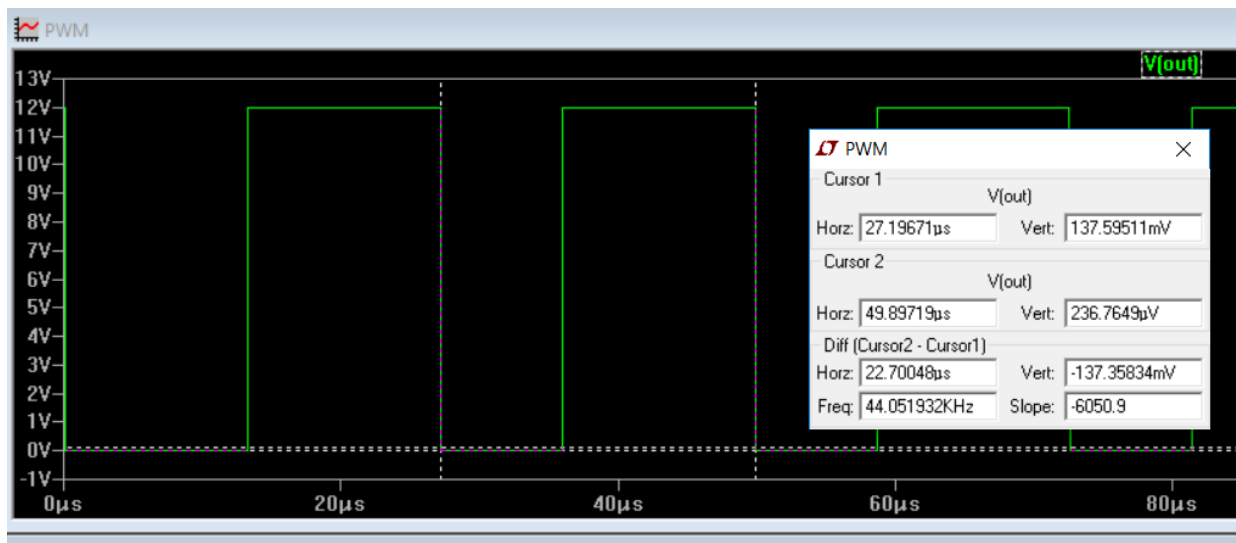 PWM
V(out)
13V
12V
11V
10V
9V
8V
7V
6V
5V
4V
3V
2V
1V
0V
-1V
0µs 20µs 40µs 60µs 80µs
PWM
Cursor 1
V(out)
Horz: 27.19671µs Vert: 137.59511mV
Cursor 2
V(out)
Horz: 49.89719µs Vert: 236.7649µV
Diff (Cursor2 - Cursor1)
Horz: 22.70048µs Vert: -137.35834mV
Freq: 44.051932KHz Slope: -6050.9